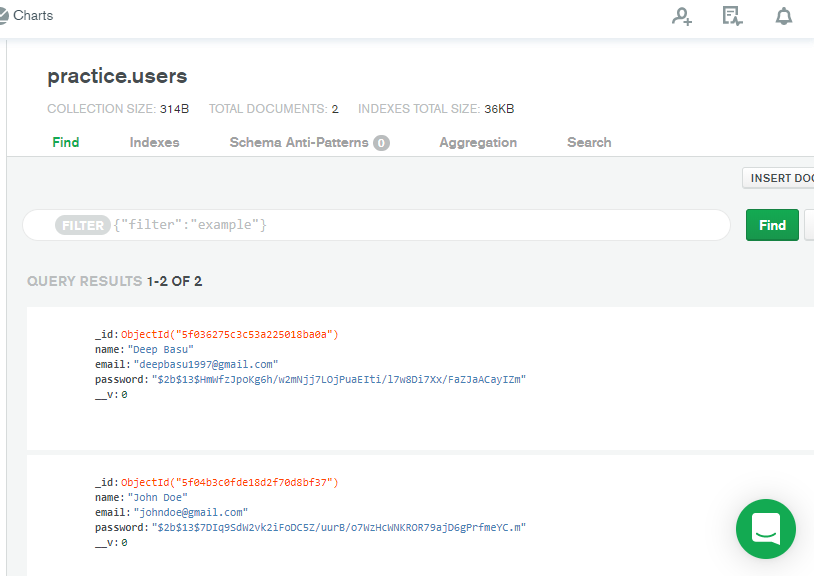 Charts
practice.users
COLLECTION SIZE: 314B TOTAL DOCUMENTS: 2 INDEXES TOTAL SIZE: 36KB
Find Indexes Schema Anti-Patterns 0 Aggregation Search
INSERT DOC
FILTER {"filter":"example"} Find
QUERY RESULTS 1-2 OF 2
_id:ObjectId("5f036275c3c53a225018ba0a")
name:"Deep Basu"
email:"deepbasu1997@gmail.com"
password:"$2b$13$HmWfzJpoKg6h/w2mNjj7LOjPuaEIti/l7w8Di7Xx/FaZJaACayIZm"
__v:0
_id:ObjectId("5f04b3c0fde18d2f70d8bf37")
name:"John Doe"
email:"johndoe@gmail.com"
password:"$2b$13$7DIq9SdW2vk2iFoDC5Z/uurB/o7WzHcWNKROR79ajD6gPrfmeYC.m"
__v:0